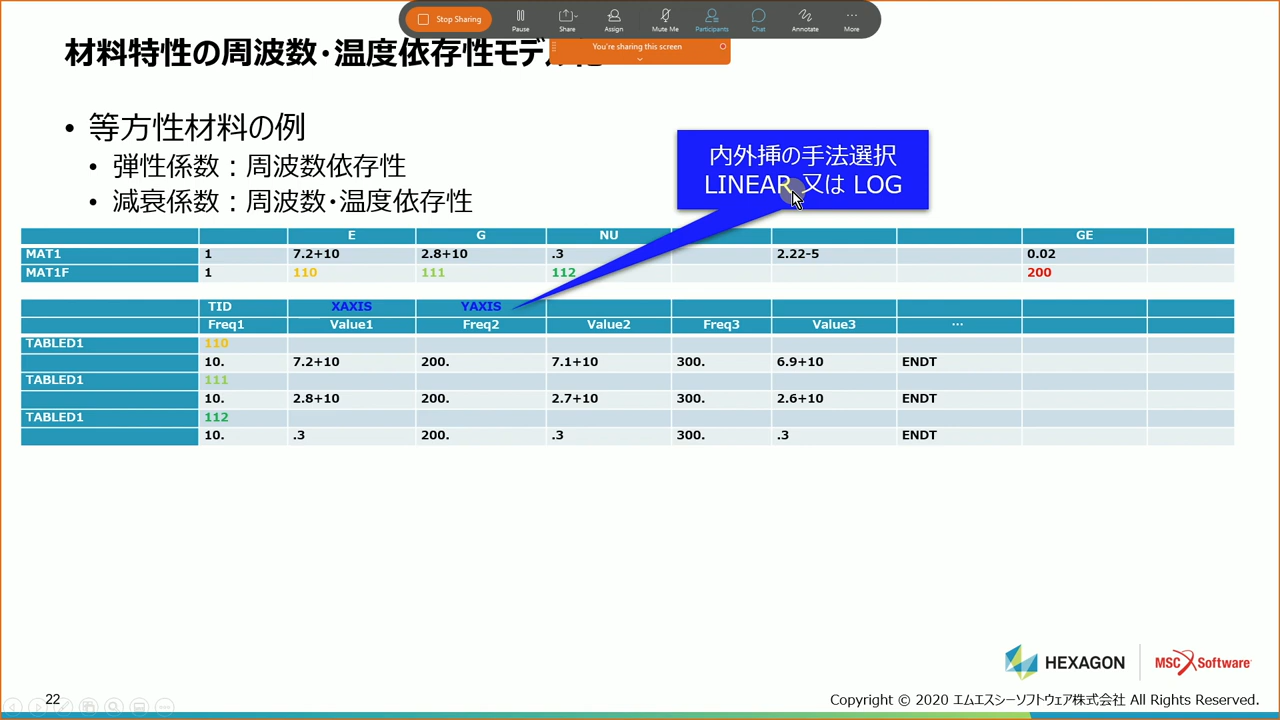 Stop Sharing
Pause
Share
Assign
Mute Me
Participants
Chat
Annotate
More
You're sharing this screen
材料特性の周波数・温度依存性モデル
• 等方性材料の例
• 弾性係数：周波数依存性
• 減衰係数：周波数・温度依存性
内外挿の手法選択
LINEAR 又は LOG
E G NU GE
MAT1 1 7.2+10 2.8+10 .3 2.22-5 0.02
MAT1F 1 110 111 112 200
TID XAXIS YAXIS
Freq1 Value1 Freq2 Value2 Freq3 Value3 …
TABLED1 110
10. 7.2+10 200. 7.1+10 300. 6.9+10 ENDT
TABLED1 111
10. 2.8+10 200. 2.7+10 300. 2.6+10 ENDT
TABLED1 112
10. .3 200. .3 300. .3 ENDT
HEXAGON
MSC Software
22
Copyright © 2020 エムエスシーソフトウェア株式会社 All Rights Reserved.